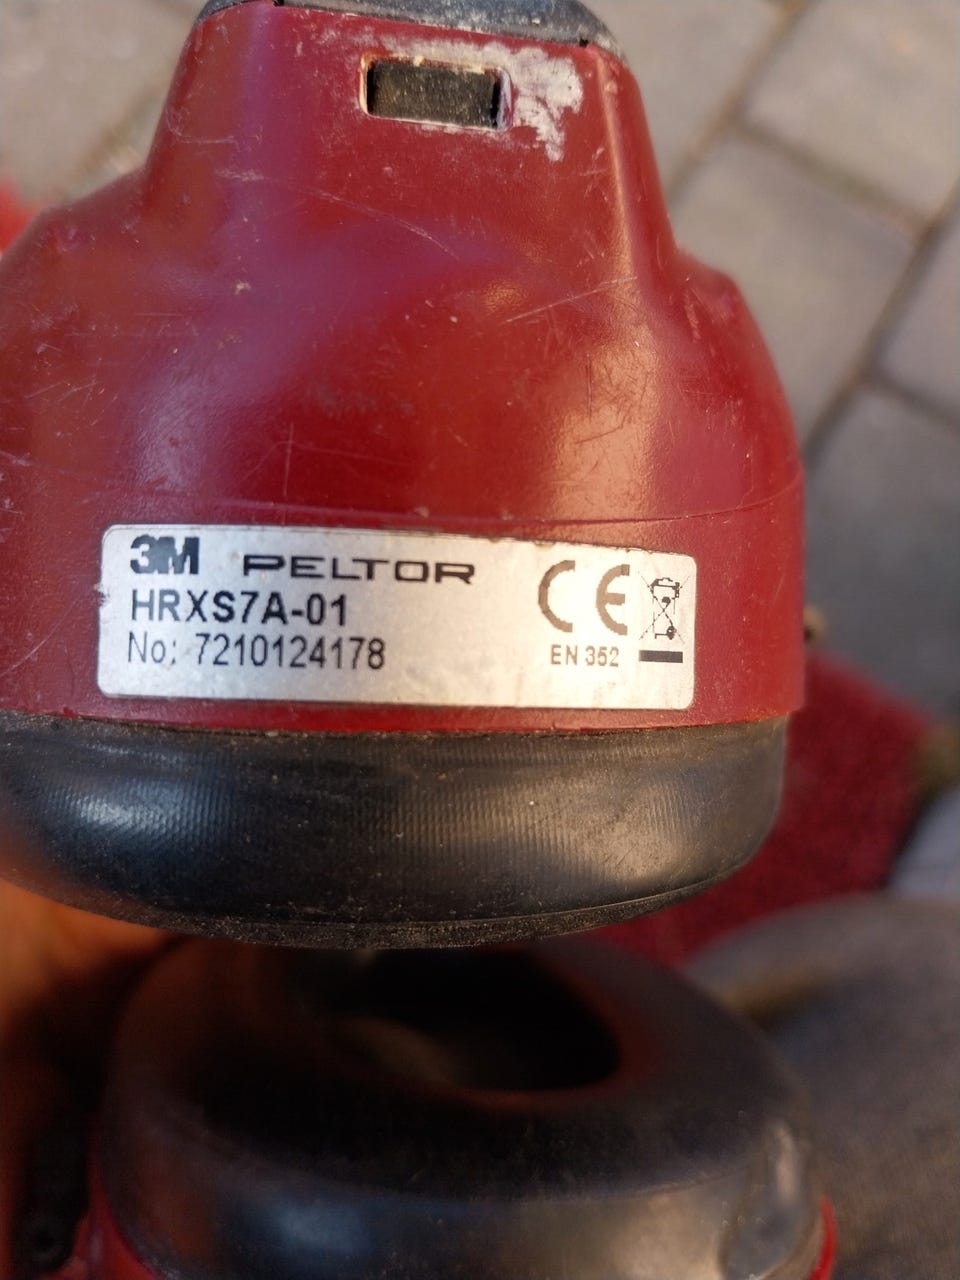 3M PELTOR
HRXS7A-01
No: 7210124178
CE
EN 352